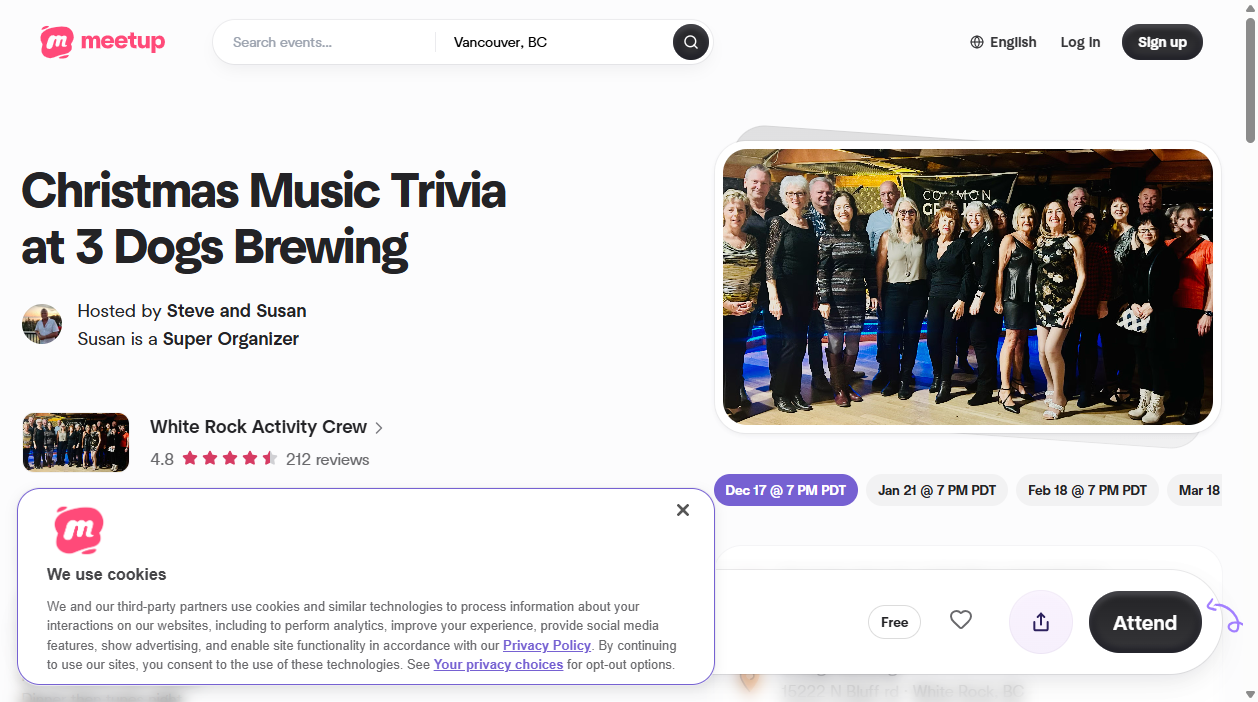 meetup
Search events...
Vancouver, BC
English
Log in
Sign up
Christmas Music Trivia
at 3 Dogs Brewing
Hosted by Steve and Susan
Susan is a Super Organizer
White Rock Activity Crew
4.8
212 reviews
COMMON
Dec 17 @ 7 PM PDT
Jan 21 @ 7 PM PDT
Feb 18 @ 7 PM PDT
Mar 18
m
We use cookies
We and our third-party partners use cookies and similar technologies to process information about your
interactions on our websites, including to perform analytics, improve your experience, provide social media
features, show advertising, and enable site functionality in accordance with our Privacy Policy. By continuing
to use our sites, you consent to the use of these technologies. See Your privacy choices for opt-out options.
Free
Attend
15222 N Bluff rd · White Rock, BC